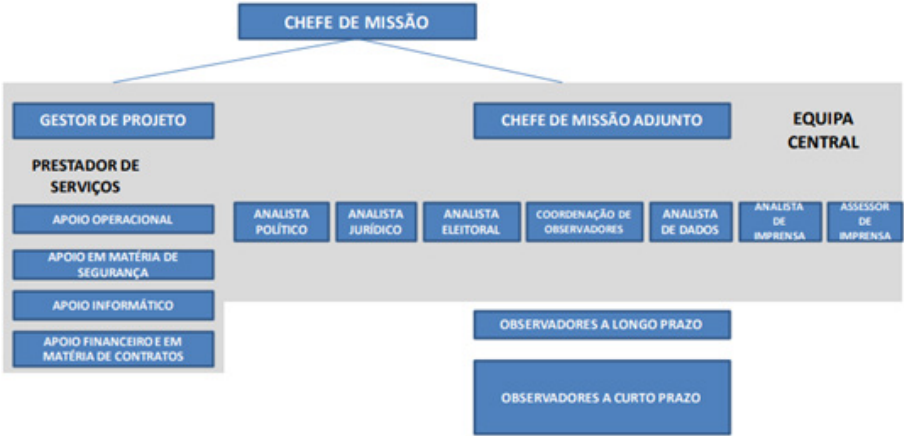 CHEFE DE MISSÃO
GESTOR DE PROJETO
CHEFE DE MISSÃO ADJUNTO
EQUIPA
CENTRAL
PRESTADOR DE
SERVIÇOS
APOIO OPERACIONAL
APOIO EM MATÉRIA DE
SEGURANÇA
APOIO INFORMÁTICO
APOIO FINANCEIRO E EM
MATÉRIA DE CONTRATOS
ANALISTA
POLÍTICO
ANALISTA
JURÍDICO
ANALISTA
ELEITORAL
COORDENAÇÃO DE
OBSERVADORES
ANALISTA
DE DADOS
ANALISTA
DE
IMPRENSA
ASSESSOR
DE
IMPRENSA
OBSERVADORES A LONGO PRAZO
OBSERVADORES A CURTO PRAZO